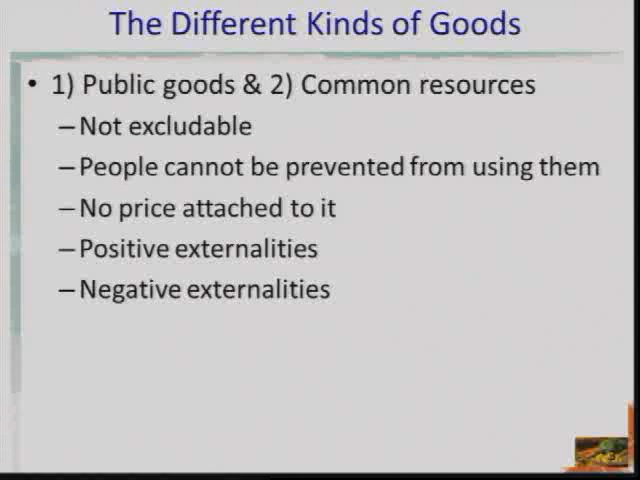 The Different Kinds of Goods
• 1) Public goods & 2) Common resources
–Not excludable
–People cannot be prevented from using them
–No price attached to it
–Positive externalities
–Negative externalities